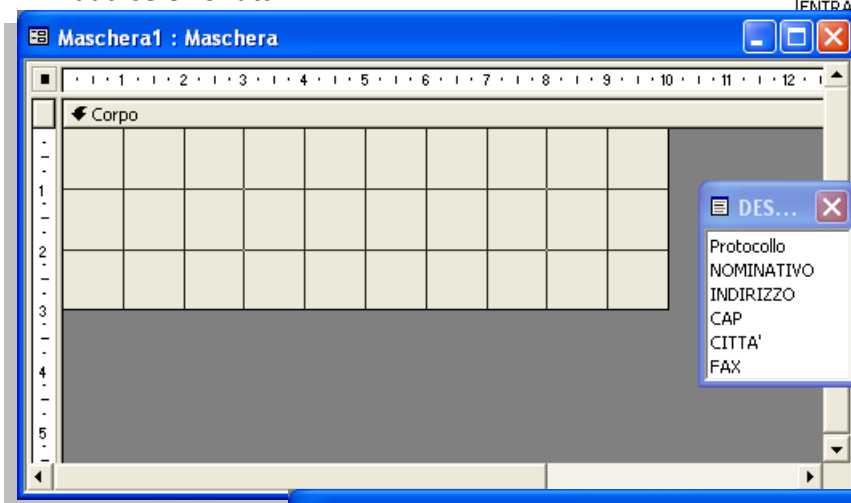 ENTRA
Maschera1 : Maschera
1 2 3 4 5 6 7 8 9 10 11 12
Corpo
1
2
3
4
5
DES...
Protocollo
NOMINATIVO
INDIRIZZO
CAP
CITTA'
FAX